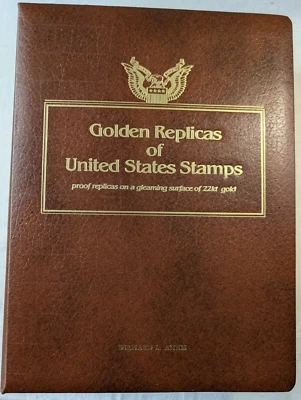 Golden Replicas
of
United States Stamps
proof replicas on a gleaming surface of 22kt gold